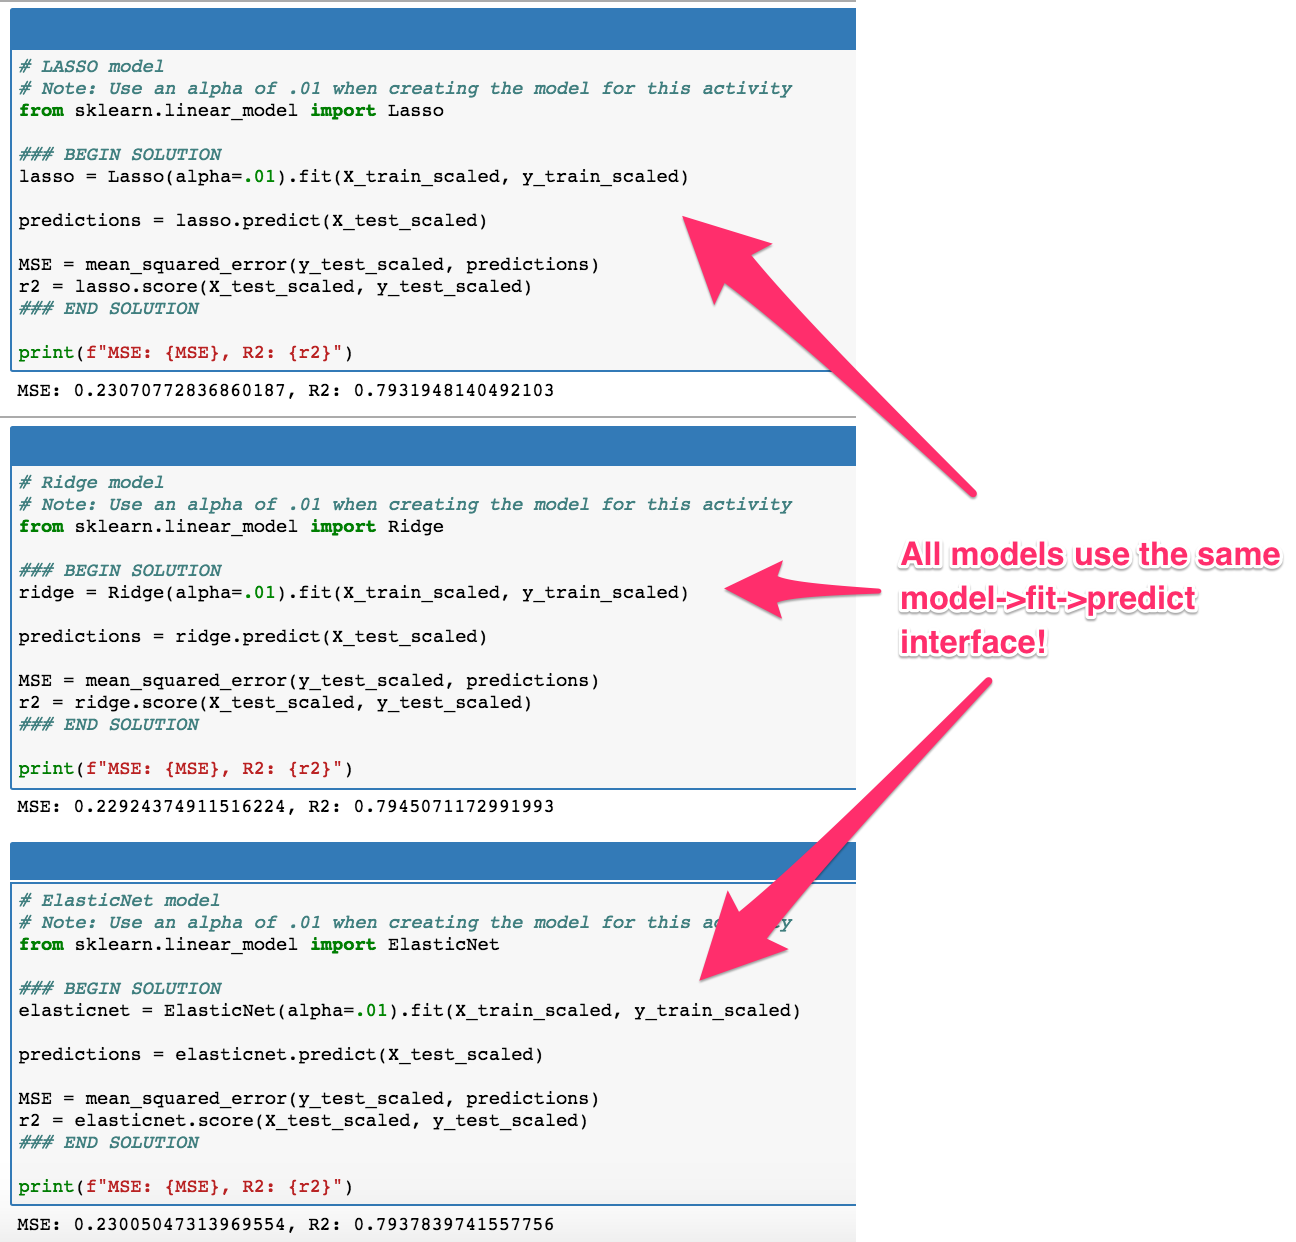 # LASSO model
# Note: Use an alpha of .01 when creating the model for this activity
from sklearn.linear_model import Lasso
### BEGIN SOLUTION
lasso = Lasso(alpha=.01).fit(X_train_scaled, y_train_scaled)
predictions = lasso.predict(X_test_scaled)
MSE = mean_squared_error(y_test_scaled, predictions)
r2 = lasso.score(X_test_scaled, y_test_scaled)
### END SOLUTION
print(f"MSE: {MSE}, R2: {r2}")
MSE: 0.23070772836860187, R2: 0.7931948140492103
# Ridge model
# Note: Use an alpha of .01 when creating the model for this activity
from sklearn.linear_model import Ridge
### BEGIN SOLUTION
ridge = Ridge(alpha=.01).fit(X_train_scaled, y_train_scaled)
predictions = ridge.predict(X_test_scaled)
MSE = mean_squared_error(y_test_scaled, predictions)
r2 = ridge.score(X_test_scaled, y_test_scaled)
### END SOLUTION
print(f"MSE: {MSE}, R2: {r2}")
MSE: 0.22924374911516224, R2: 0.7945071172991993
# ElasticNet model
# Note: Use an alpha of .01 when creating the model for this activity
from sklearn.linear_model import ElasticNet
### BEGIN SOLUTION
elasticnet = ElasticNet(alpha=.01).fit(X_train_scaled, y_train_scaled)
predictions = elasticnet.predict(X_test_scaled)
MSE = mean_squared_error(y_test_scaled, predictions)
r2 = elasticnet.score(X_test_scaled, y_test_scaled)
### END SOLUTION
print(f"MSE: {MSE}, R2: {r2}")
MSE: 0.23005047313969554, R2: 0.7937839741557756
All models use the same
model->fit->predict
interface!